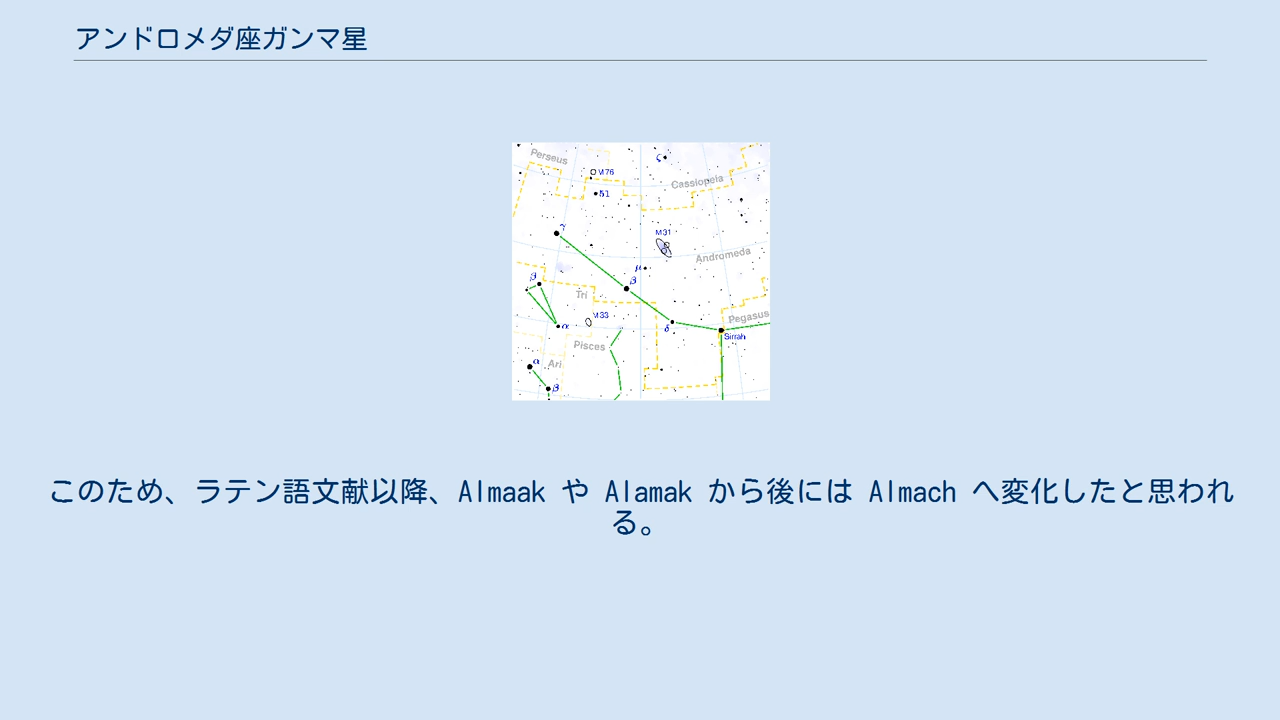 アンドロメダ座ガンマ星
Perseus
ζ
M76
Cassiopeia
51
γ
M31
Andromeda
μ
β
β
Tri
M33
Pegasus
α
δ
Sirrah
Pisces
α
Ari
β
このため、ラテン語文献以降、Almaak や Alamak から後には Almach へ変化したと思われ
る。